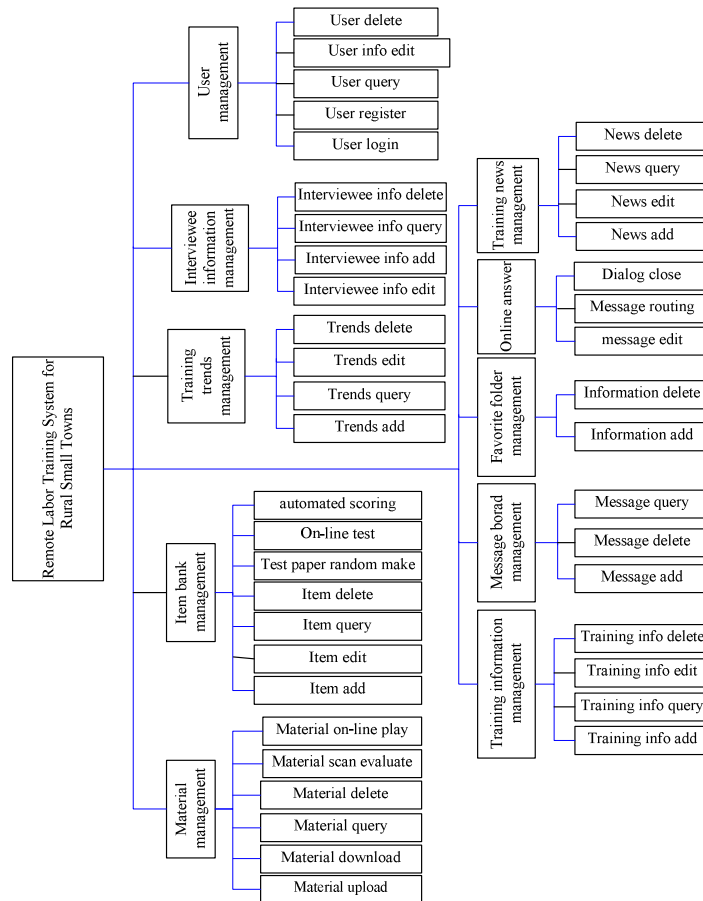 Remote Labor Training System for
Rural Small Towns
User
management
User delete
User info edit
User query
User register
User login
Interviewee
information
management
Interviewee info delete
Interviewee info query
Interviewee info add
Interviewee info edit
Training
trends
management
Trends delete
Trends edit
Trends query
Trends add
Item bank
management
automated scoring
On-line test
Test paper random make
Item delete
Item query
Item edit
Item add
Material
management
Material on-line play
Material scan evaluate
Material delete
Material query
Material download
Material upload
Training news
management
News delete
News query
News edit
News add
Online answer
Dialog close
Message routing
message edit
Favorite folder
management
Information delete
Information add
Message borad
management
Message query
Message delete
Message add
Training information
management
Training info delete
Training info edit
Training info query
Training info add